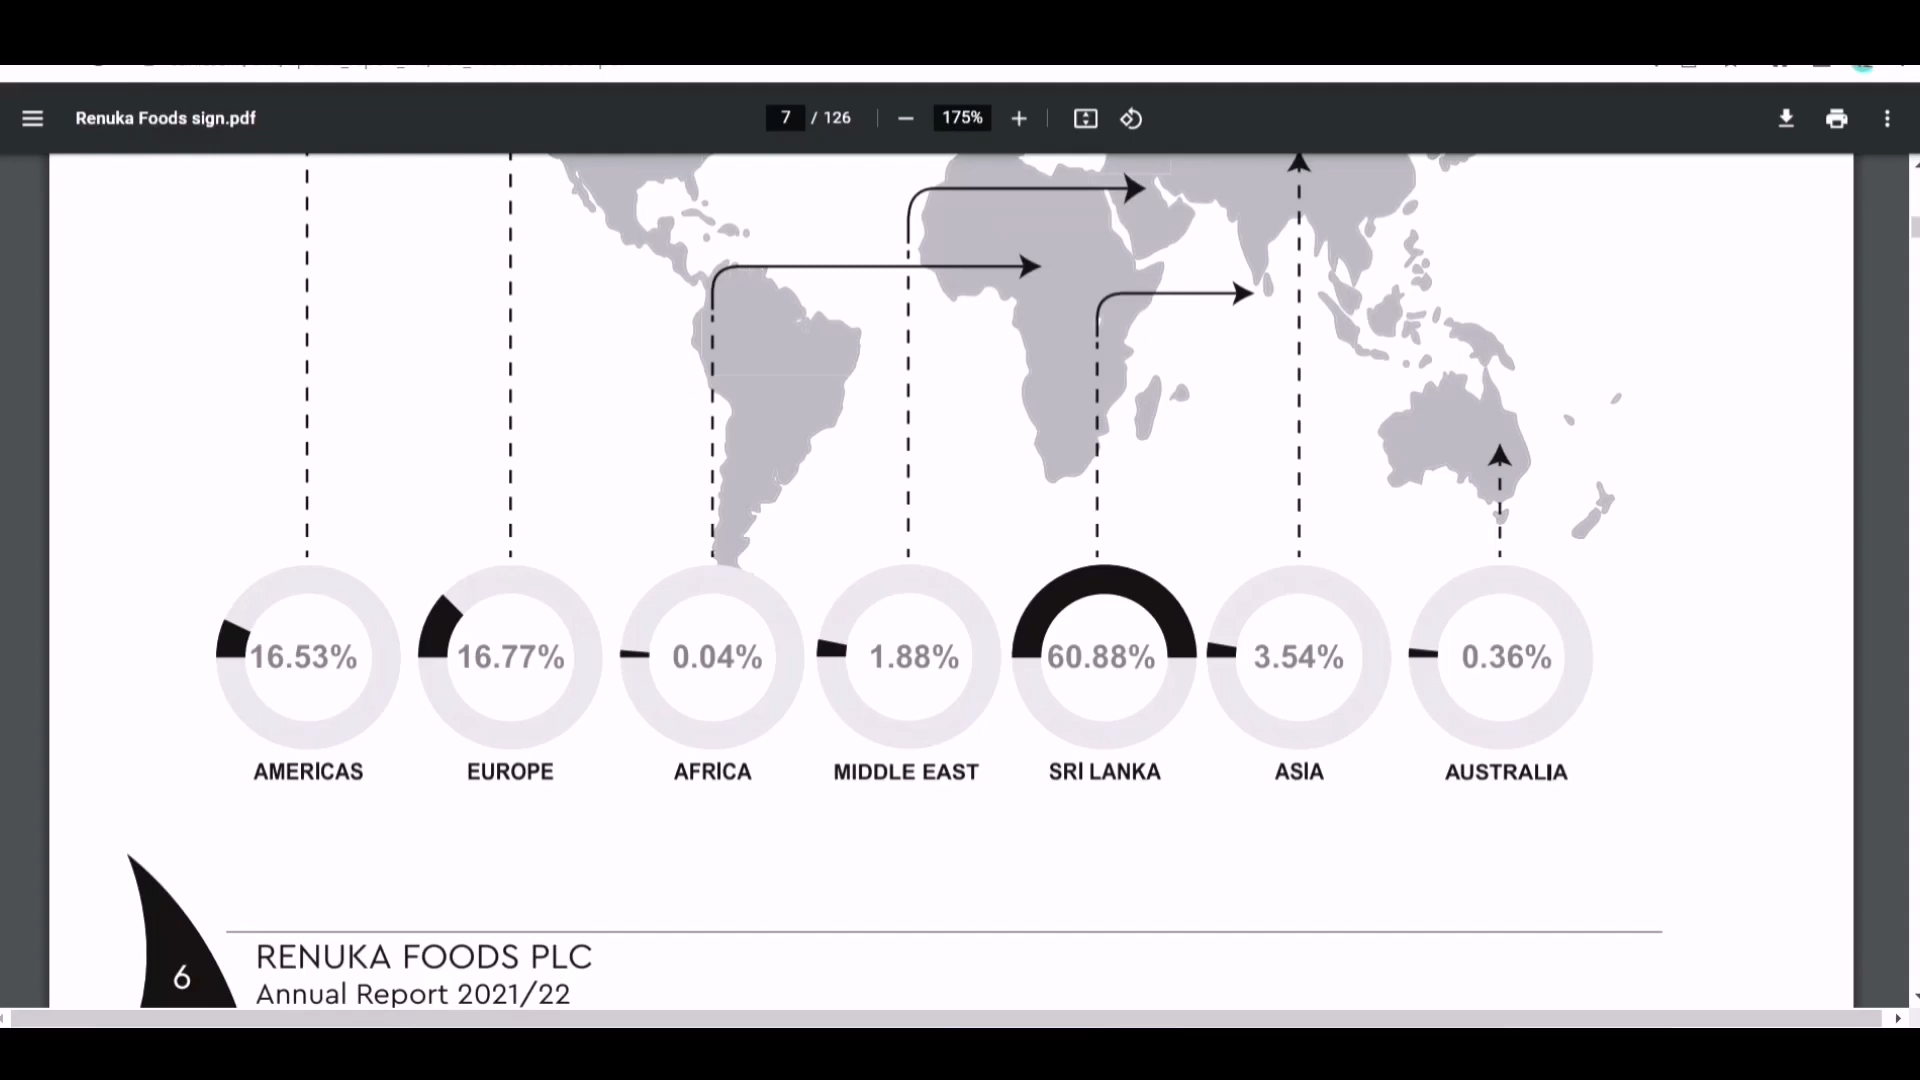 Renuka Foods sign.pdf
7 / 126
175%
16.53%
16.77%
0.04%
1.88%
60.88%
3.54%
0.36%
AMERICAS
EUROPE
AFRICA
MIDDLE EAST
SRI LANKA
ASIA
AUSTRALIA
6
RENUKA FOODS PLC
Annual Report 2021/22